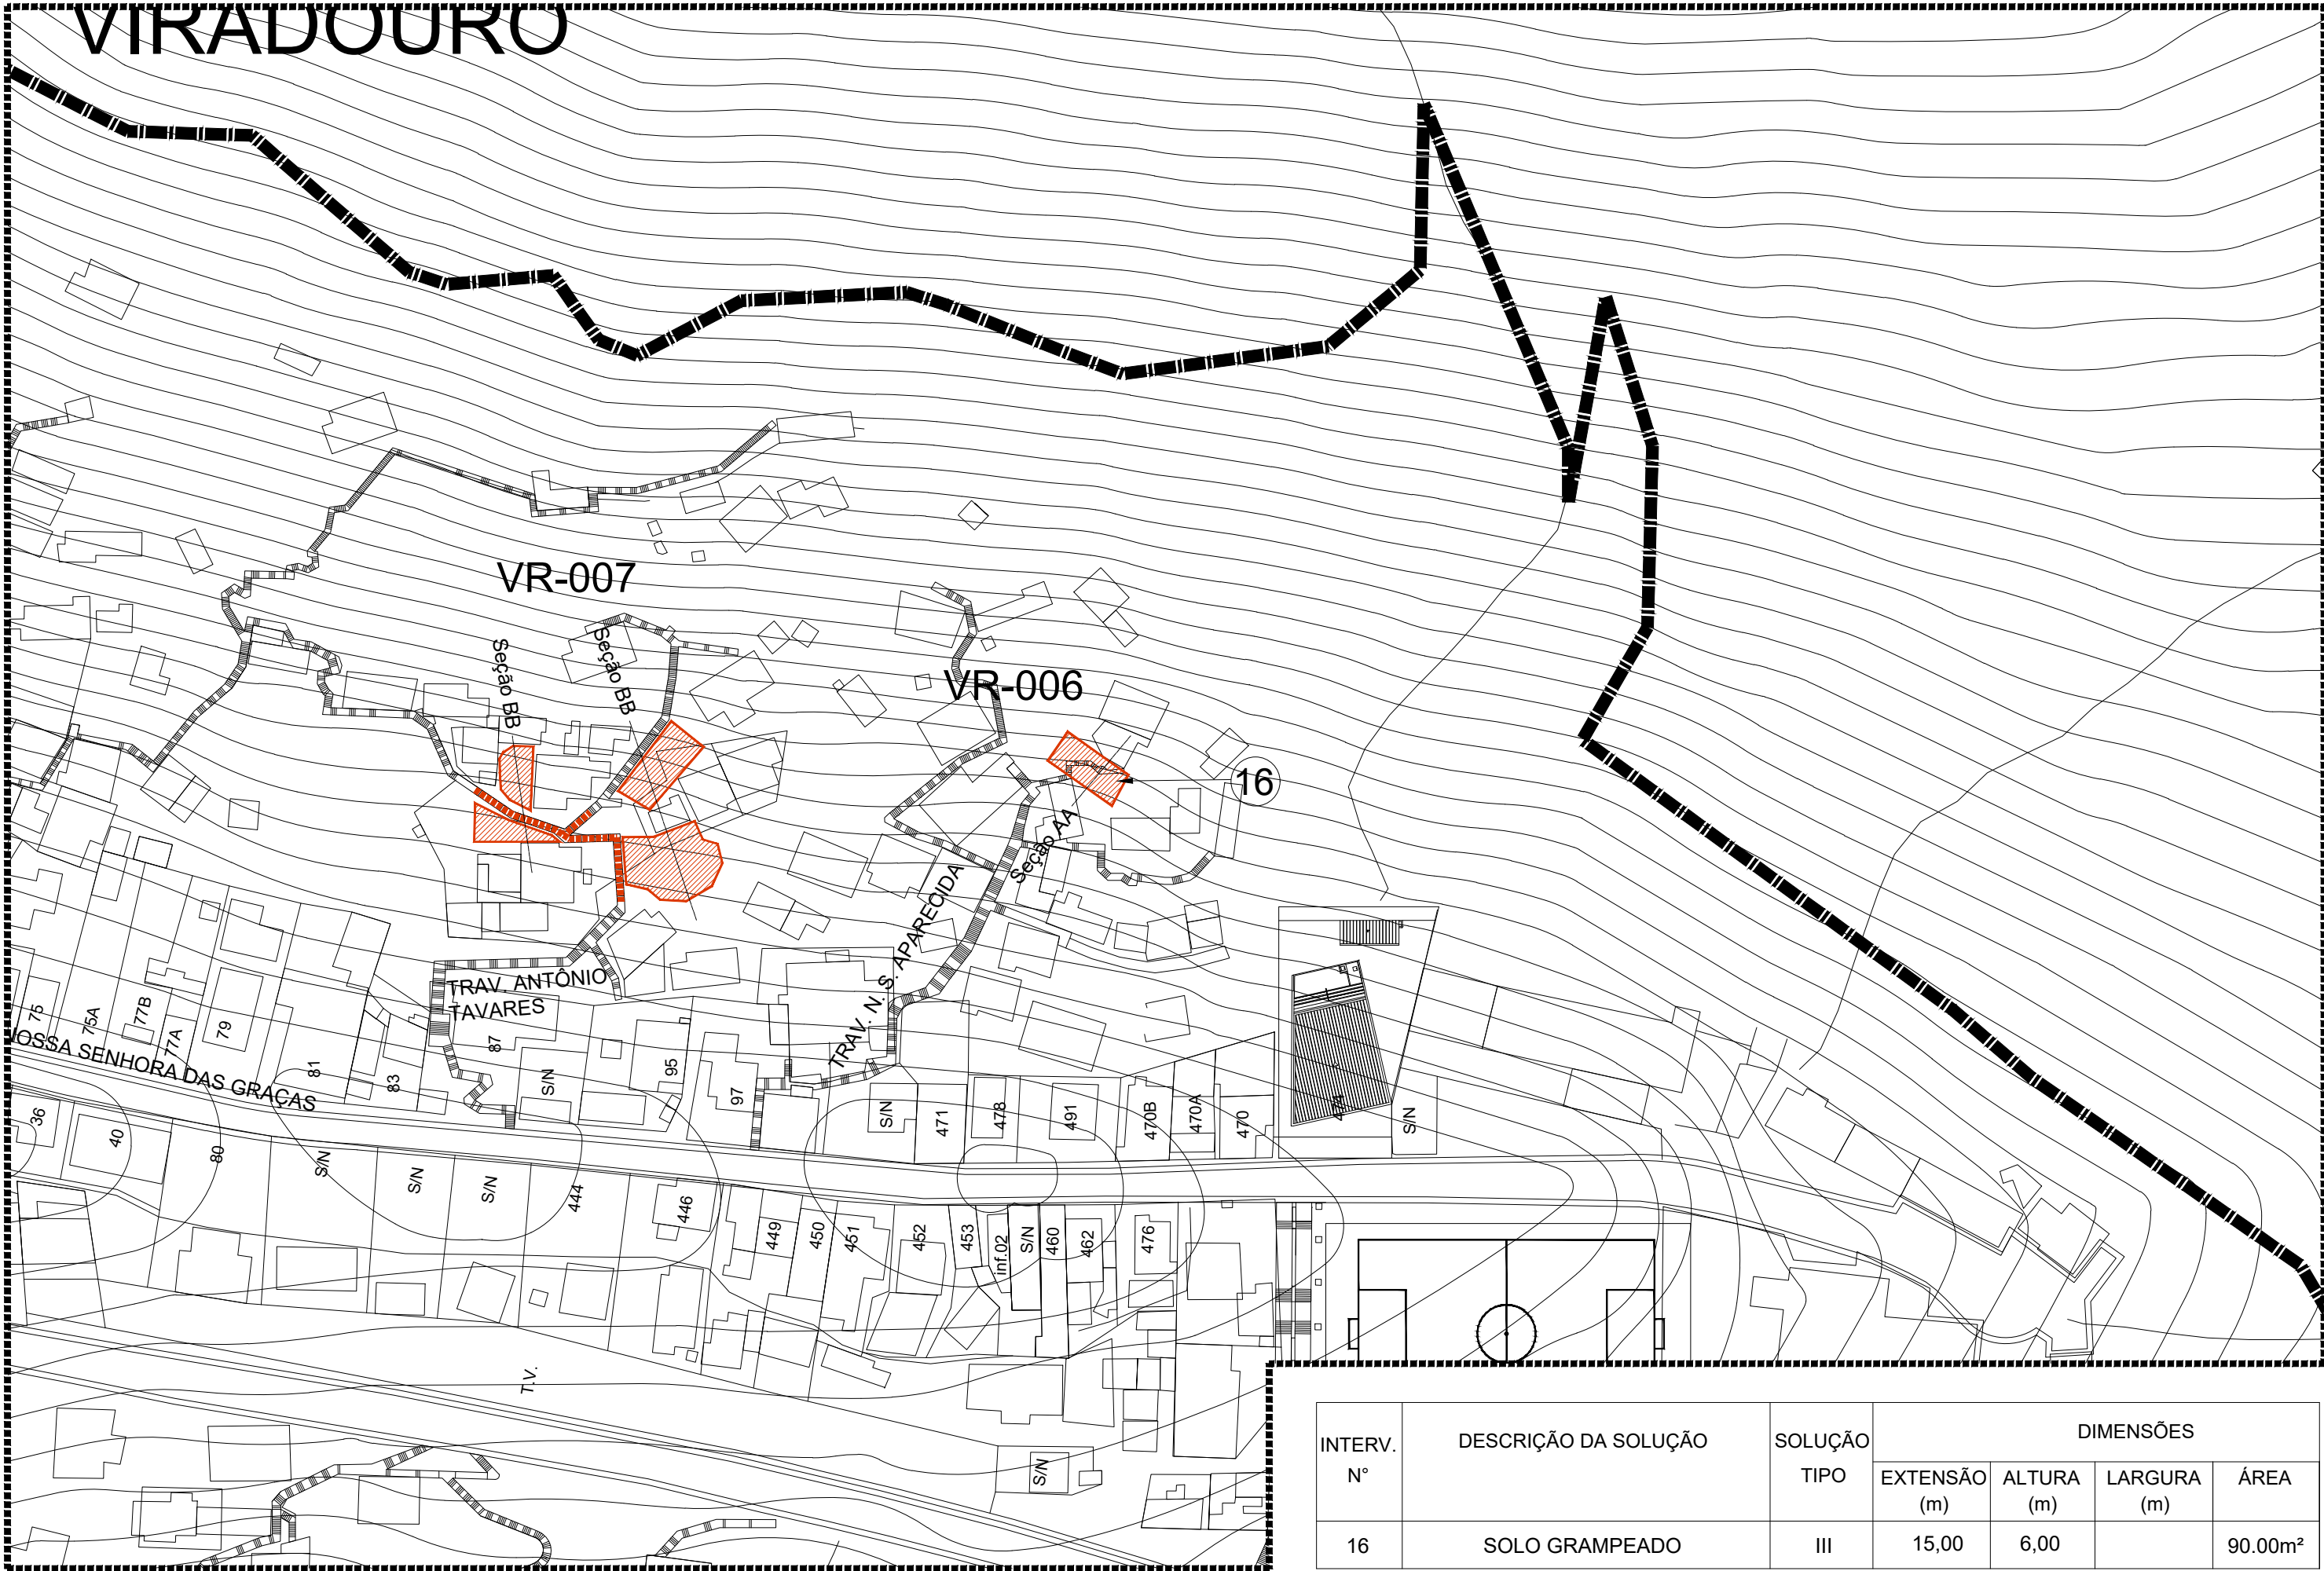 VIRADOURO
VR-007
Seção BB
Seção BB
VR-006
16
Seção AA
TRAV. N. S. APARECIDA
TRAV. ANTÔNIO
TAVARES
75
75A
77B
77A
79
81
83
87
S/N
95
97
S/N
471
478
491
470B
470A
470
474
S/N
NOSSA SENHORA DAS GRAÇAS
36
40
80
S/N
S/N
S/N
444
446
449
450
451
452
453
inf.02
S/N
460
462
476
T.V.
S/N
INTERV.
N°
DESCRIÇÃO DA SOLUÇÃO
SOLUÇÃO
TIPO
DIMENSÕES
EXTENSÃO
(m)
ALTURA
(m)
LARGURA
(m)
ÁREA
16
SOLO GRAMPEADO
III
15,00
6,00
90.00m²